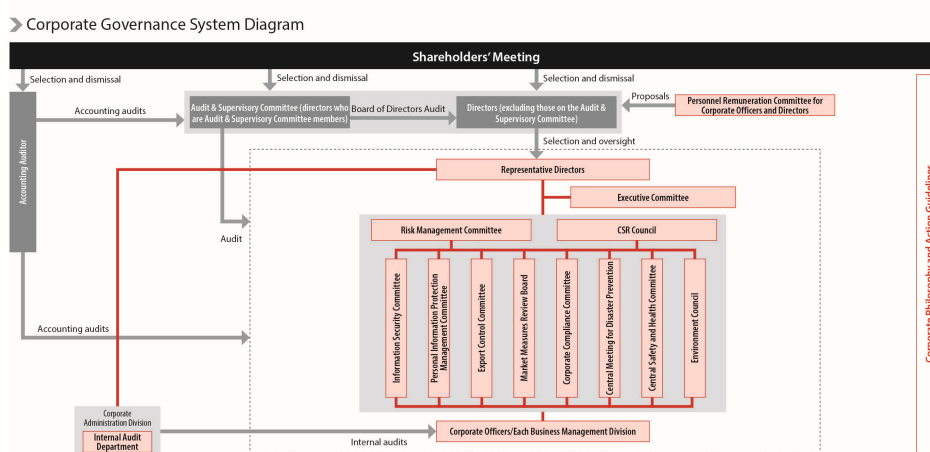 Corporate Governance System Diagram
Shareholders' Meeting
Selection and dismissal
Selection and dismissal
Selection and dismissal
Accounting audits
Audit & Supervisory Committee (directors who
are Audit & Supervisory Committee members)
Board of Directors Audit
Directors (excluding those on the Audit &
Supervisory Committee)
Proposals
Personnel Remuneration Committee for
Corporate Officers and Directors
Accounting Auditor
Selection and oversight
Representative Directors
Executive Committee
Audit
Risk Management Committee
CSR Council
Information Security Committee
Personal Information Protection
Management Committee
Export Control Committee
Market Measures Review Board
Corporate Compliance Committee
Central Meeting for Disaster Prevention
Central Safety and Health Committee
Environment Council
Accounting audits
Corporate
Administration Division
Internal Audit
Department
Internal audits
Corporate Officers/Each Business Management Division
Corporate Philosophy and Action Guidelines